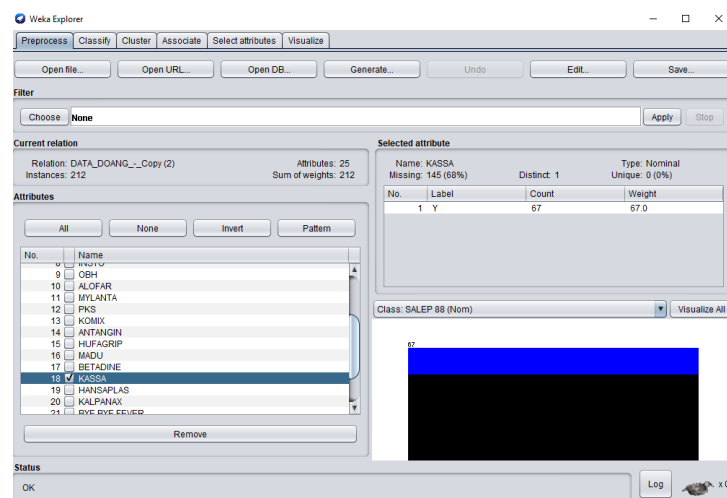 Weka Explorer
Preprocess Classify Cluster Associate Select attributes Visualize
Open file... Open URL... Open DB... Generate... Undo Edit... Save...
Filter
Choose None Apply Stop
Current relation
Relation: DATA_DOANG_-_Copy (2) Attributes: 25
Instances: 212 Sum of weights: 212
Attributes
All None Invert Pattern
No. Name
9 OBH
10 ALOFAR
11 MYLANTA
12 PKS
13 KOMIX
14 ANTANGIN
15 HUFAGRIP
16 MADU
17 BETADINE
18 KASSA
19 HANSAPLAS
20 KALPANAX
21 BYE BYE FEVER
Remove
Selected attribute
Name: KASSA Type: Nominal
Missing: 145 (68%) Distinct: 1 Unique: 0 (0%)
No. Label Count Weight
1 Y 67 67.0
Class: SALEP 88 (Nom) Visualize All
67
Status
OK Log x 0